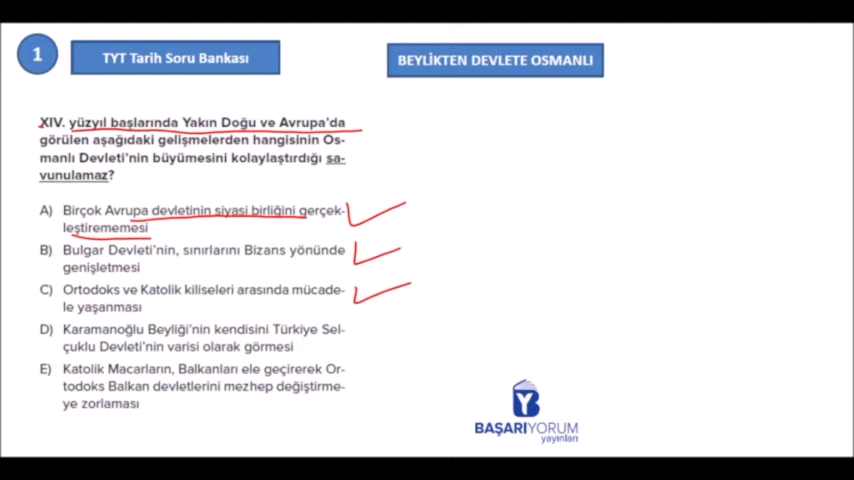 1
TYT Tarih Soru Bankası
BEYLİKTEN DEVLETE OSMANLI
XIV. yüzyıl başlarında Yakın Doğu ve Avrupa'da
görülen aşağıdaki gelişmelerden hangisinin Os-
manlı Devleti'nin büyümesini kolaylaştırdığı sa-
vunulamaz?
A) Birçok Avrupa devletinin siyasi birliğini gerçek-
leştirememesi
B) Bulgar Devleti'nin, sınırlarını Bizans yönünde
genişletmesi
C) Ortodoks ve Katolik kiliseleri arasında mücade-
le yaşanması
D) Karamanoğlu Beyliği'nin kendisini Türkiye Sel-
çuklu Devleti'nin varisi olarak görmesi
E) Katolik Macarların, Balkanları ele geçirerek Or-
todoks Balkan devletlerini mezhep değiştirme-
ye zorlaması
BAŞARIYORUM
yayınları